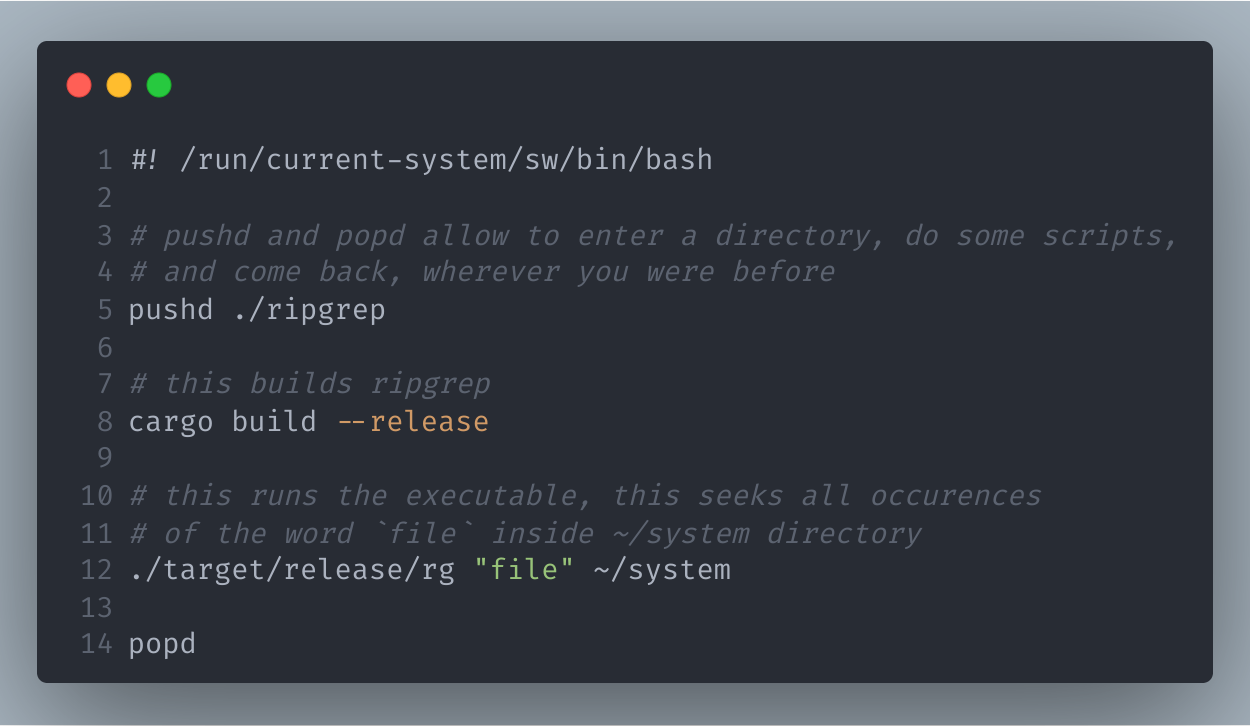 1 #! /run/current-system/sw/bin/bash
2
3 # pushd and popd allow to enter a directory, do some scripts,
4 # and come back, wherever you were before
5 pushd ./ripgrep
6
7 # this builds ripgrep
8 cargo build --release
9
10 # this runs the executable, this seeks all occurences
11 # of the word `file` inside ~/system directory
12 ./target/release/rg "file" ~/system
13
14 popd